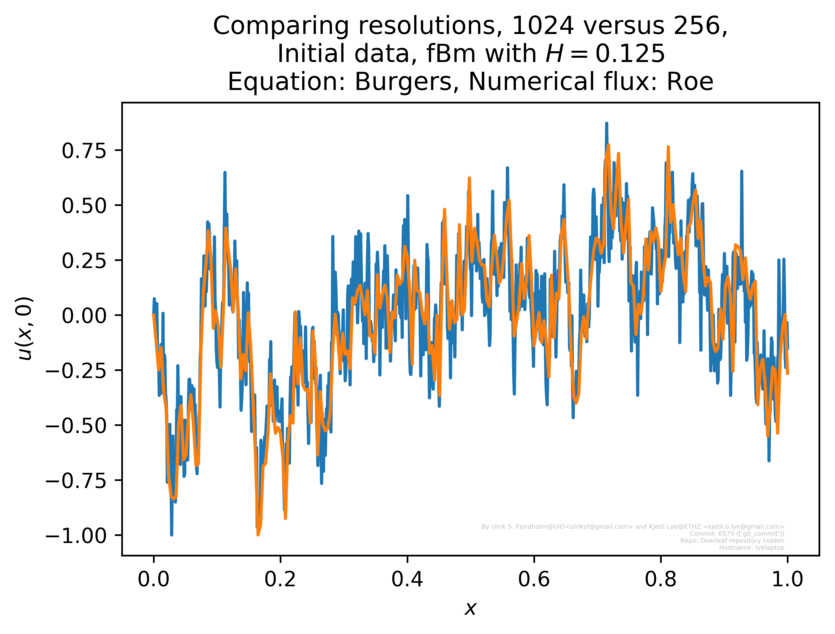 Comparing resolutions, 1024 versus 256,
Initial data, fBm with H = 0.125
Equation: Burgers, Numerical flux: Roe
0.75
0.50
0.25
0.00
−0.25
−0.50
−0.75
−1.00
u(x, 0)
By Ulrik S. Fjordholm@UiO<ulriksf@gmail.com> and Kjetil Lye@ETHZ <kjetil.o.lye@gmail.com>
Commit: 6578 (['git_commit'])
Repo: Overleaf repository hidden
Hostname: lyelaptop
0.0 0.2 0.4 0.6 0.8 1.0
x